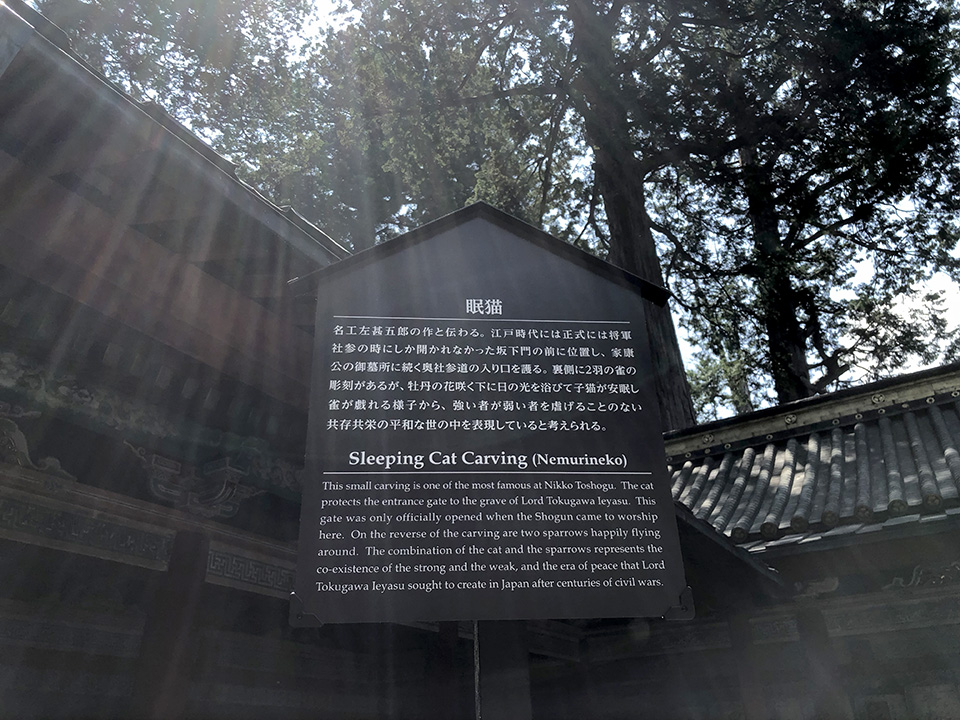 眠猫
名工左甚五郎の作と伝わる。江戸時代には正式には将軍
社参の時にしか開かれなかった坂下門の前に位置し、家康
公の御墓所に続く奥社参道の入り口を護る。裏側に2羽の雀の
彫刻があるが、牡丹の花咲く下に日の光を浴びて子猫が安眠し
雀が戯れる様子から、強い者が弱い者を虐げることのない
共存共栄の平和な世の中を表現していると考えられる。
Sleeping Cat Carving (Nemurineko)
This small carving is one of the most famous at Nikko Toshogu. The cat
protects the entrance gate to the grave of Lord Tokugawa Ieyasu. This
gate was only officially opened when the Shogun came to worship
here. On the reverse of the carving are two sparrows happily flying
around. The combination of the cat and the sparrows represents the
co-existence of the strong and the weak, and the era of peace that Lord
Tokugawa Ieyasu sought to create in Japan after centuries of civil wars.